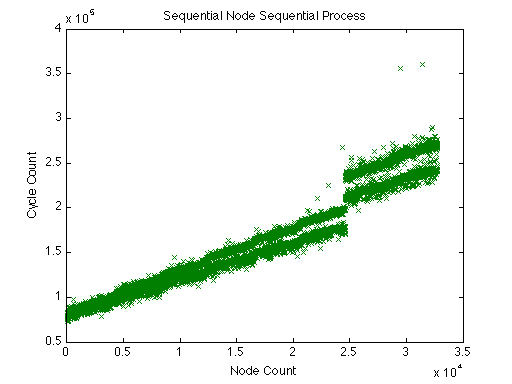 Sequential Node Sequential Process
x 10^6
4
3.5
3
2.5
2
1.5
1
0.5
Cycle Count
0 0.5 1 1.5 2 2.5 3 3.5
x 10^4
Node Count